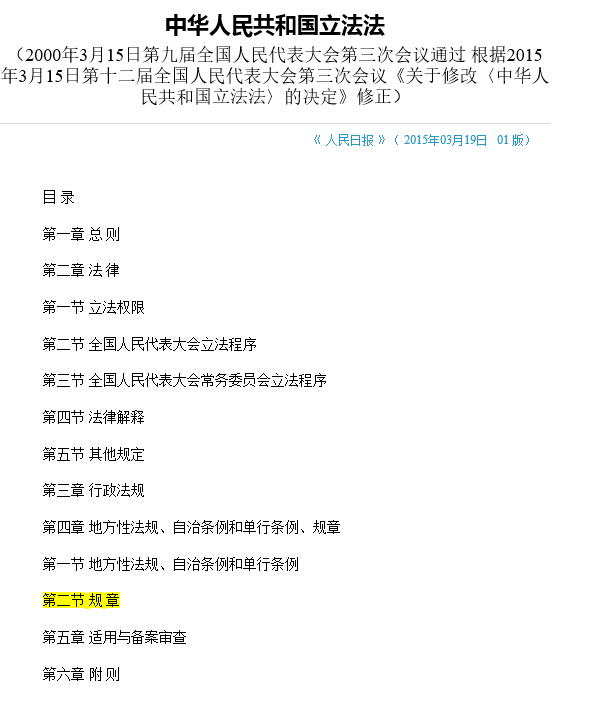 中华人民共和国立法法
（2000年3月15日第九届全国人民代表大会第三次会议通过 根据2015
年3月15日第十二届全国人民代表大会第三次会议《关于修改〈中华人
民共和国立法法〉的决定》修正）
《 人民日报 》（ 2015年03月19日 01 版）
目 录
第一章 总 则
第二章 法 律
第一节 立法权限
第二节 全国人民代表大会立法程序
第三节 全国人民代表大会常务委员会立法程序
第四节 法律解释
第五节 其他规定
第三章 行政法规
第四章 地方性法规、自治条例和单行条例、规章
第一节 地方性法规、自治条例和单行条例
第二节 规 章
第五章 适用与备案审查
第六章 附 则